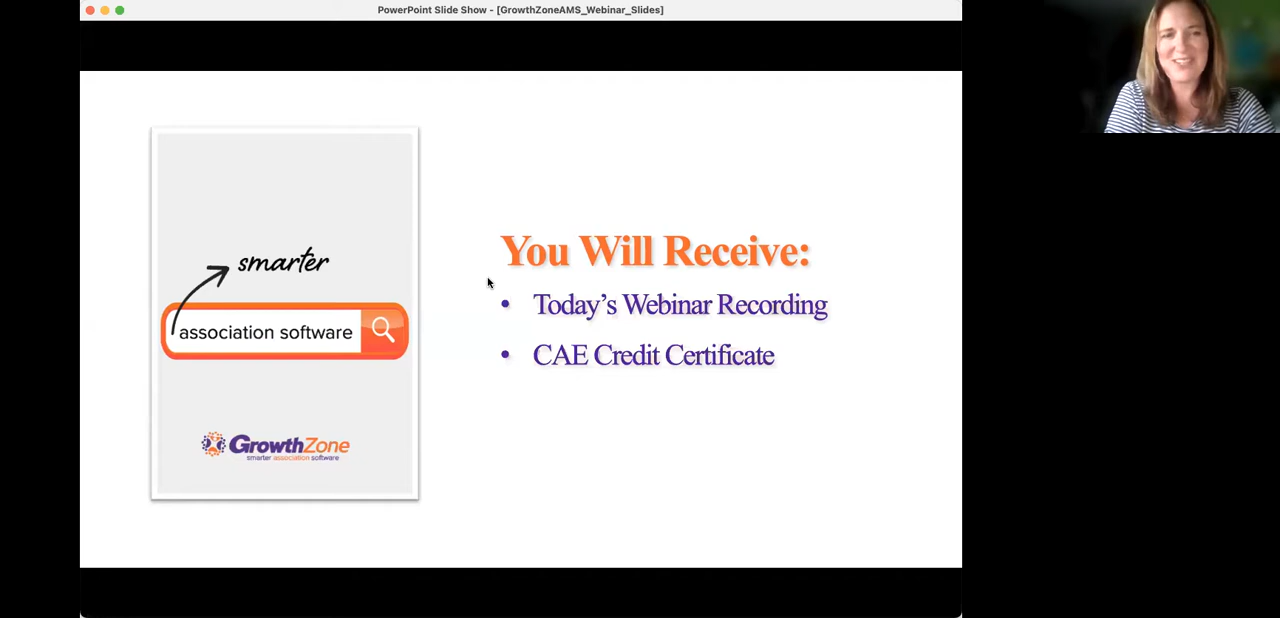 PowerPoint Slide Show - [GrowthZoneAMS_Webinar_Slides]
smarter
association software
GrowthZone
smarter association software
You Will Receive:
• Today’s Webinar Recording
• CAE Credit Certificate